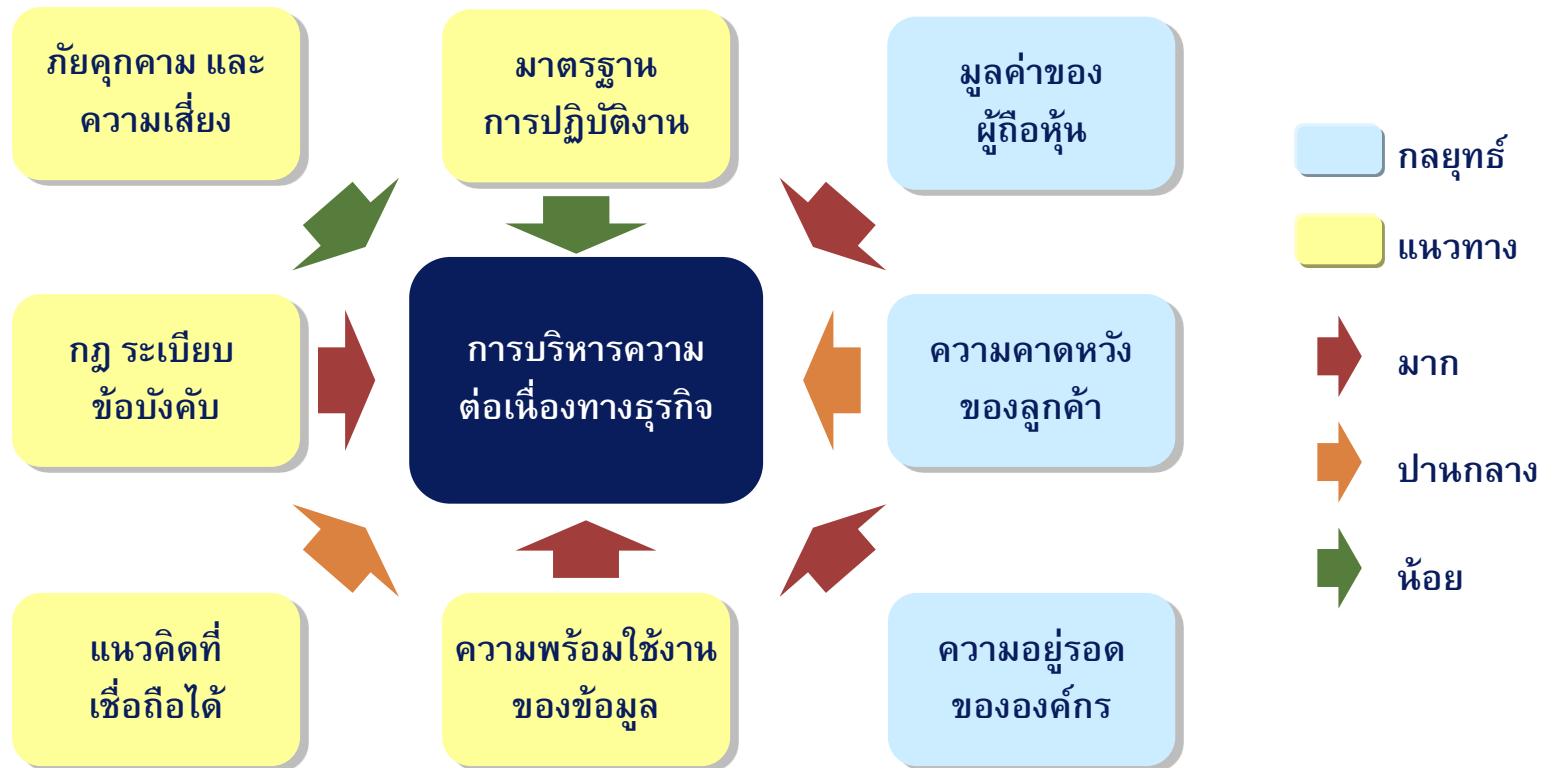 ภัยคุกคาม และ
ความเสี่ยง
มาตรฐาน
การปฏิบัติงาน
มูลค่าของ
ผู้ถือหุ้น
กฎ ระเบียบ
ข้อบังคับ
การบริหารความ
ต่อเนื่องทางธุรกิจ
ความคาดหวัง
ของลูกค้า
แนวคิดที่
เชื่อถือได้
ความพร้อมใช้งาน
ของข้อมูล
ความอยู่รอด
ขององค์กร
กลยุทธ์
แนวทาง
มาก
ปานกลาง
น้อย